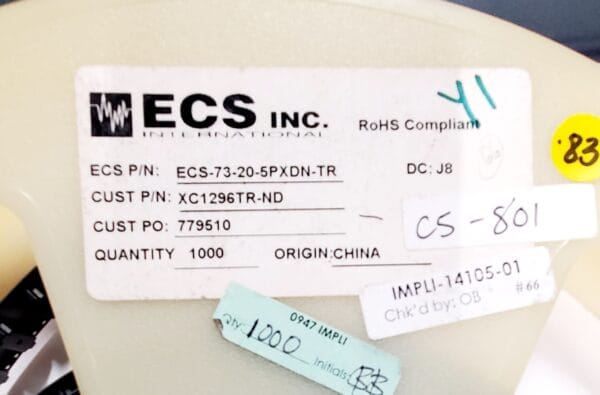 ECS INC.
INTERNATIONAL
RoHS Compliant
Y1
ECS P/N: ECS-73-20-5PXDN-TR
DC: J8
.83
CUST P/N: XC1296TR-ND
CUST PO: 779510
CS-801
QUANTITY 1000
ORIGIN: CHINA
IMPLI-14105-01
Chk'd by: OB #66
0947 IMPLI
Qty: 1000
Initials: BB